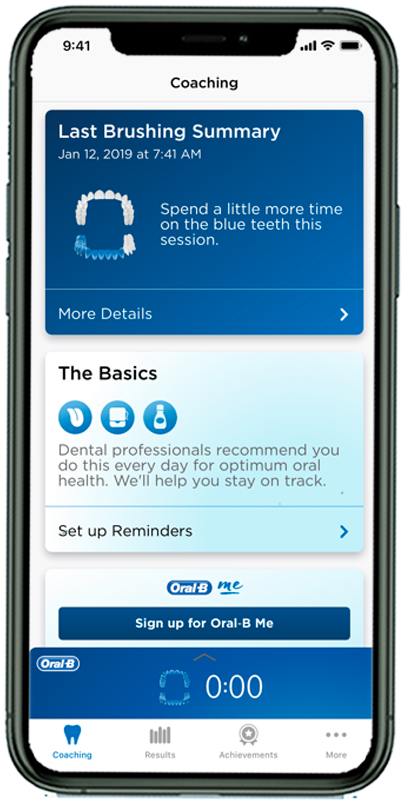 9:41
Coaching
Last Brushing Summary
Jan 12, 2019 at 7:41 AM
Spend a little more time
on the blue teeth this
session.
More Details
The Basics
Dental professionals recommend you
do this every day for optimum oral
health. We'll help you stay on track.
Set up Reminders
Oral-B me
Sign up for Oral-B Me
Oral-B
0:00
Coaching
Results
Achievements
More